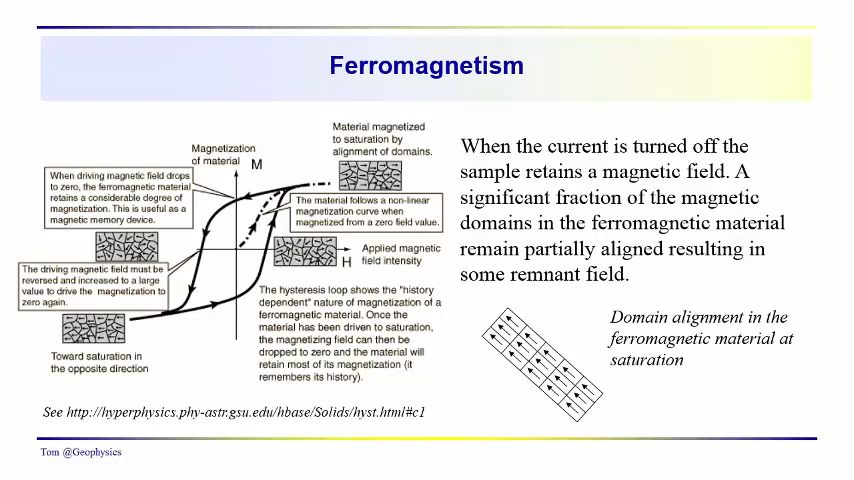 Ferromagnetism
Material magnetized
to saturation by
alignment of domains.
Magnetization
of material M
When driving magnetic field drops
to zero, the ferromagnetic material
retains a considerable degree of
magnetization. This is useful as a
magnetic memory device.
The material follows a non-linear
magnetization curve when
magnetized from a zero field value.
Applied magnetic
H field intensity
The driving magnetic field must be
reversed and increased to a large
value to drive the magnetization to
zero again.
The hysteresis loop shows the "history
dependent" nature of magnetization of a
ferromagnetic material. Once the
material has been driven to saturation,
the magnetizing field can then be
dropped to zero and the material will
retain most of its magnetization (it
remembers its history).
Toward saturation in
the opposite direction
See http://hyperphysics.phy-astr.gsu.edu/hbase/Solids/hyst.html#c1
When the current is turned off the
sample retains a magnetic field. A
significant fraction of the magnetic
domains in the ferromagnetic material
remain partially aligned resulting in
some remnant field.
Domain alignment in the
ferromagnetic material at
saturation
Tom @Geophysics